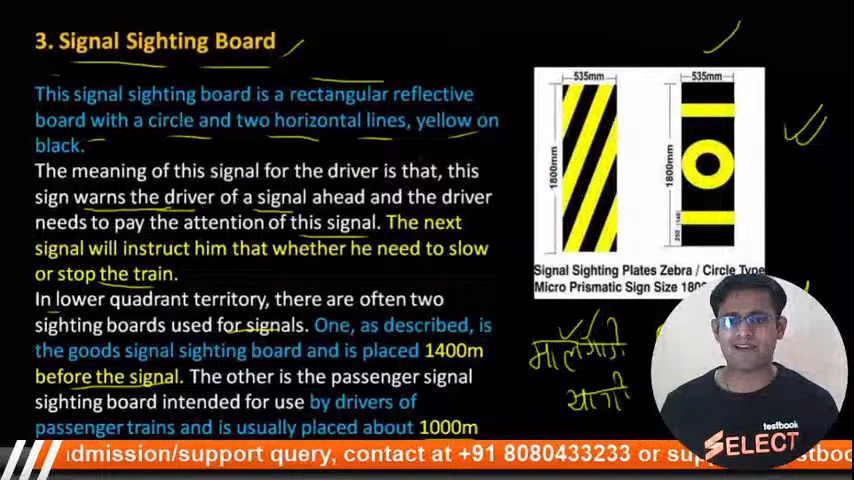 3. Signal Sighting Board
This signal sighting board is a rectangular reflective
board with a circle and two horizontal lines, yellow on
black.
The meaning of this signal for the driver is that, this
sign warns the driver of a signal ahead and the driver
needs to pay the attention of this signal. The next
signal will instruct him that whether he need to slow
or stop the train.
In lower quadrant territory, there are often two
sighting boards used for signals. One, as described, is
the goods signal sighting board and is placed 1400m
before the signal. The other is the passenger signal
sighting board intended for use by drivers of
passenger trains and is usually placed about 1000m
535mm
535mm
1800mm
1800mm
Signal Sighting Plates Zebra / Circle Type
Micro Prismatic Sign Size 180
मालगाड़ी
यात्री
testbook
SELECT
dmission/support query, contact at +91 8080433233 or sup
testboo